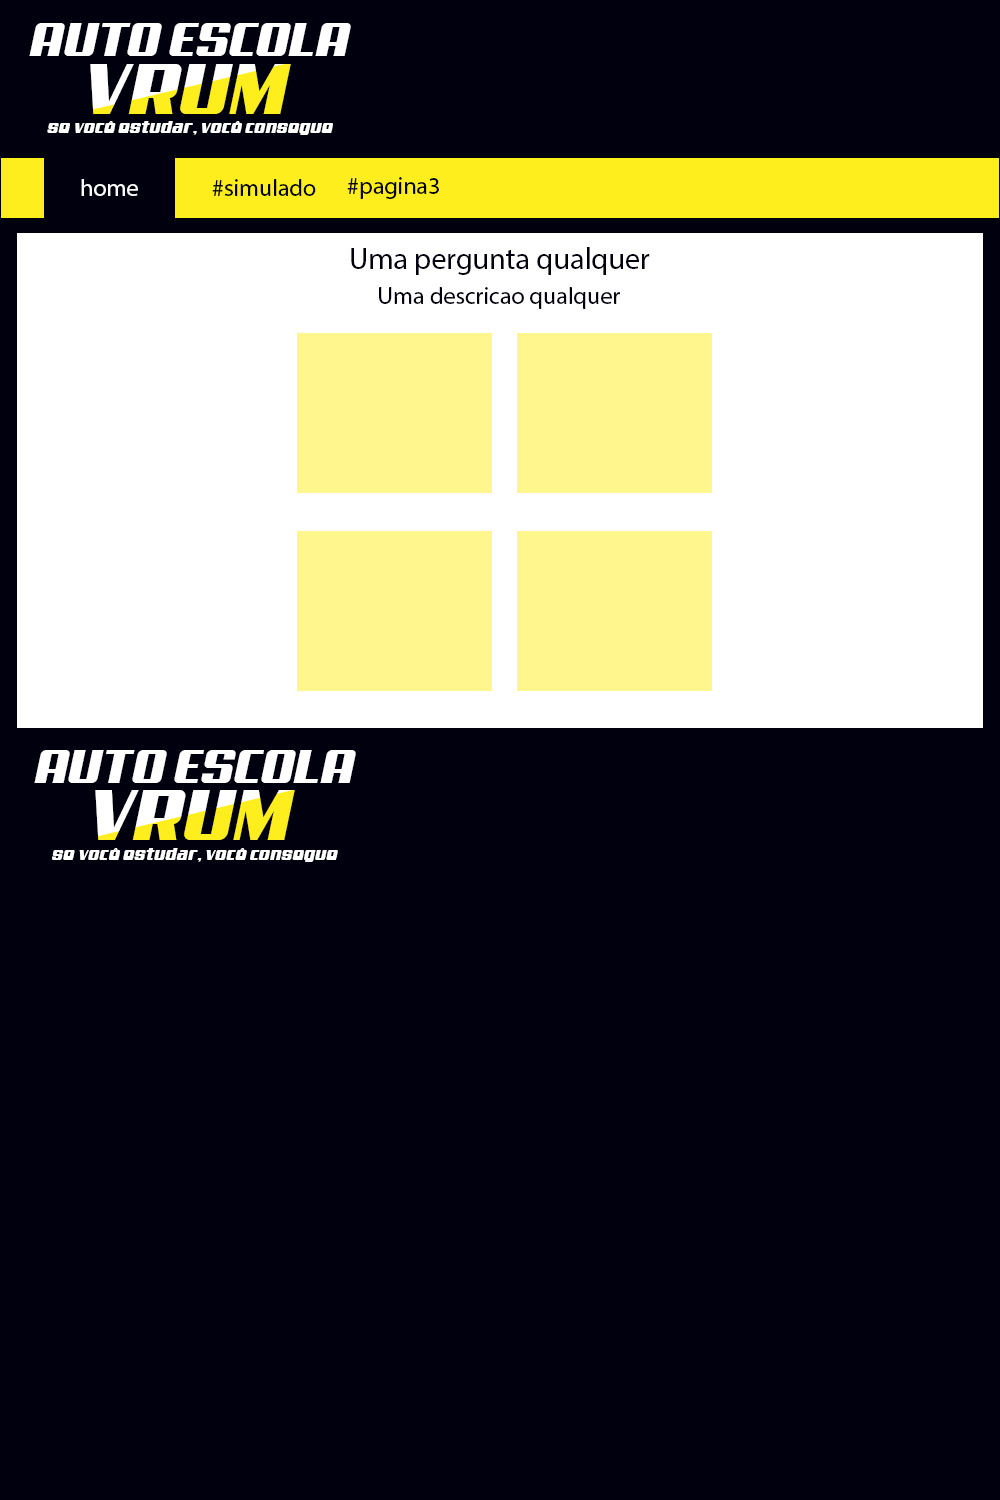 AUTO ESCOLA
VRUM
se você estudar, você consegue
home
#simulado
#pagina3
Uma pergunta qualquer
Uma descricao qualquer
AUTO ESCOLA
VRUM
se você estudar, você consegue